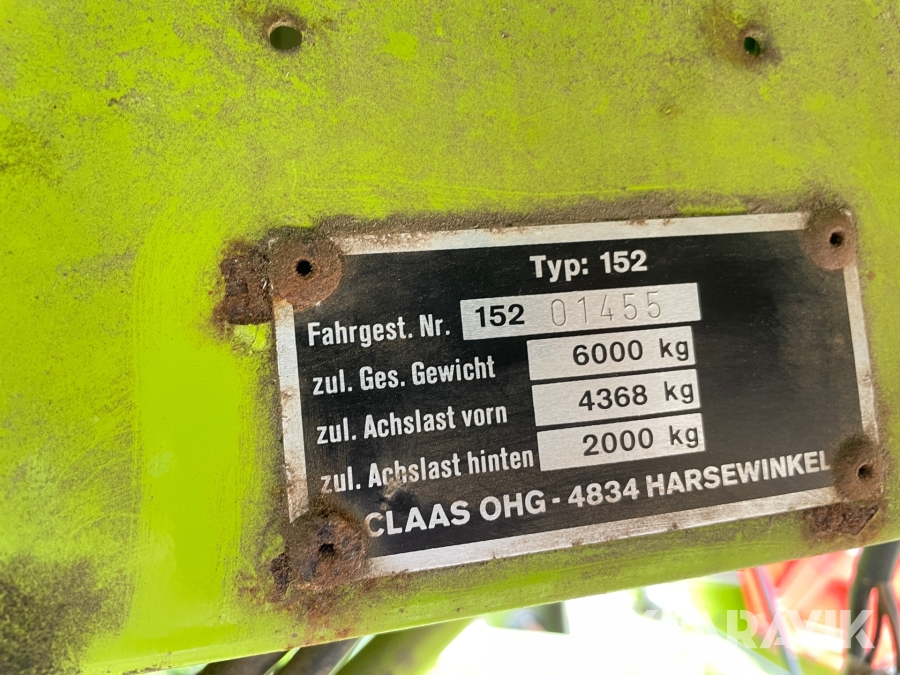 Typ: 152
Fahrgest. Nr. 152 01455
zul. Ges. Gewicht 6000 kg
zul. Achslast vorn 4368 kg
zul. Achslast hinten 2000 kg
CLAAS OHG - 4834 HARSEWINKEL